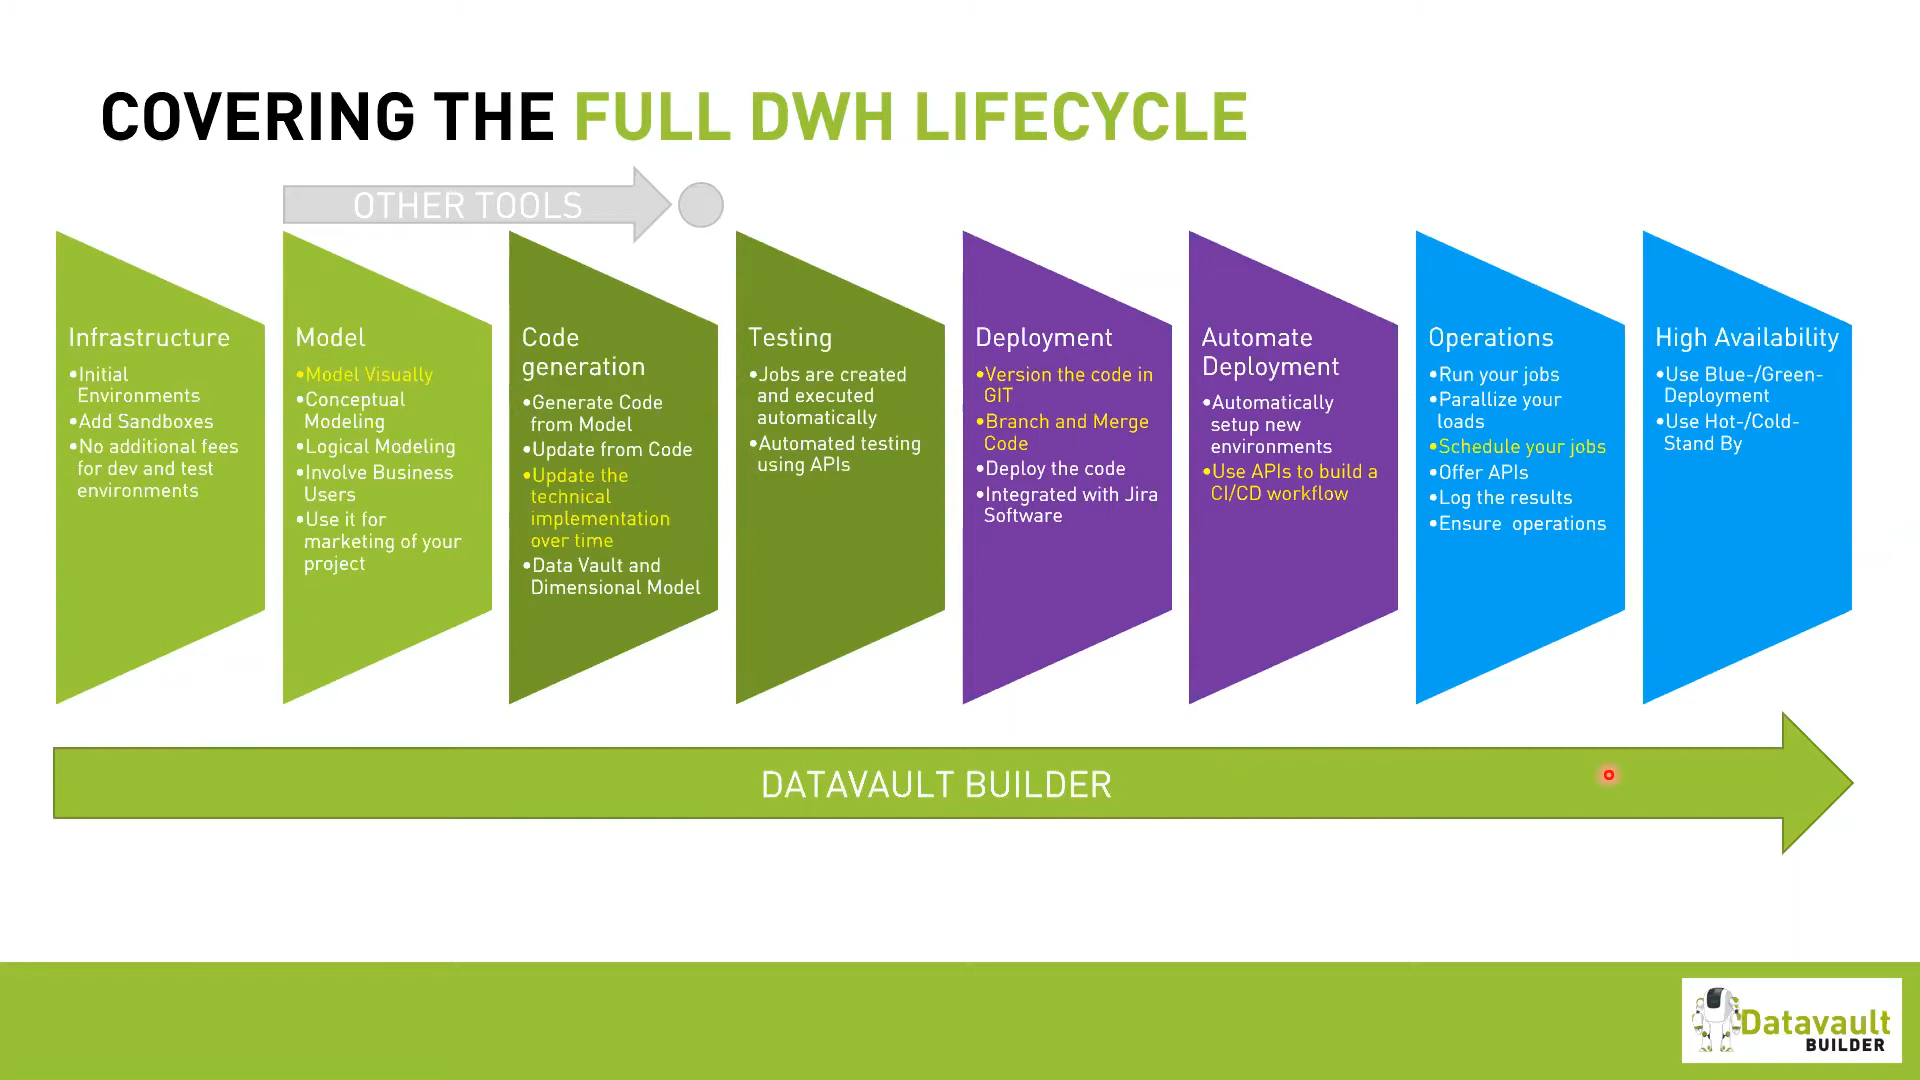 COVERING THE FULL DWH LIFECYCLE
OTHER TOOLS
Infrastructure
•Initial
Environments
•Add Sandboxes
•No additional fees
for dev and test
environments
Model
•Model Visually
•Conceptual
Modeling
•Logical Modeling
•Involve Business
Users
•Use it for
marketing of your
project
Code
generation
•Generate Code
from Model
•Update from Code
•Update the
technical
implementation
over time
•Data Vault and
Dimensional Model
Testing
•Jobs are created
and executed
automatically
•Automated testing
using APIs
Deployment
•Version the code in
GIT
•Branch and Merge
Code
•Deploy the code
•Integrated with Jira
Software
Automate
Deployment
•Automatically
setup new
environments
•Use APIs to build a
CI/CD workflow
Operations
•Run your jobs
•Parallize your
loads
•Schedule your jobs
•Offer APIs
•Log the results
•Ensure operations
High Availability
•Use Blue-/Green-
Deployment
•Use Hot-/Cold-
Stand By
DATAVAULT BUILDER
Datavault
BUILDER